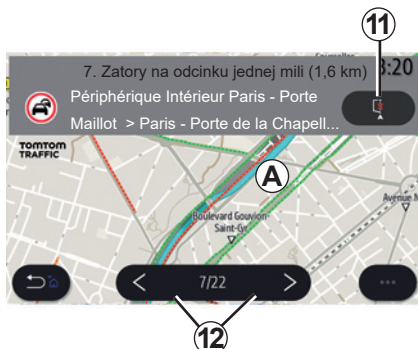 11
7. Zatory na odcinku jednej mili (1,6 km)
3:20
Périphérique Intérieur Paris - Porte
Maillot > Paris - Porte de la Chapell...
TOMTOM
TRAFFIC
A
Boulevard Gouvion-
Saint-Cyr
7/22
12